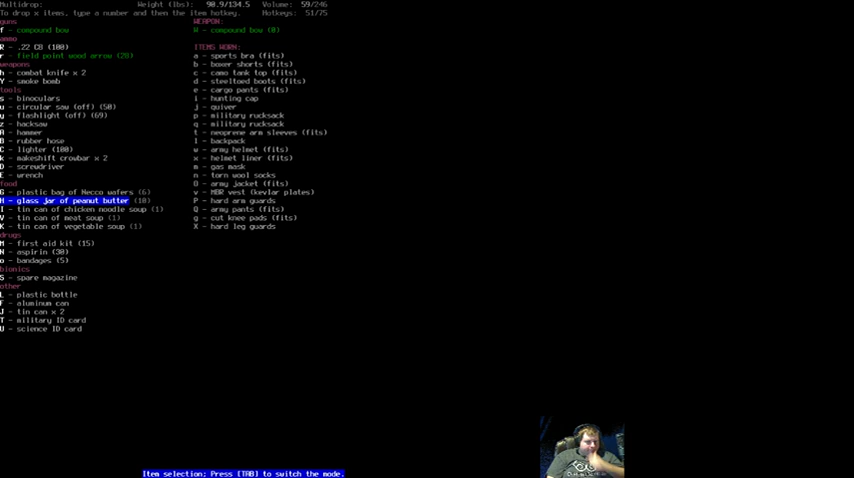 Multidrop: Weight (lbs): 90.9/134.5 Volume: 59/246
To drop x items, type a number and then the item hotkey. Hotkeys: 51/75
guns
f - compound bow
ammo
R - .22 CB (100)
r - field point wood arrow (28)
weapons
h - combat knife x 2
Y - smoke bomb
tools
s - binoculars
u - circular saw (off) (50)
y - flashlight (off) (69)
z - hacksaw
A - hammer
B - rubber hose
C - lighter (100)
k - makeshift crowbar x 2
D - screwdriver
E - wrench
food
G - plastic bag of Necco wafers (6)
H - glass jar of peanut butter (10)
I - tin can of chicken noodle soup (1)
V - tin can of meat soup (1)
K - tin can of vegetable soup (1)
drugs
M - first aid kit (15)
N - aspirin (30)
o - bandages (5)
bionics
S - spare magazine
other
L - plastic bottle
F - aluminum can
J - tin can x 2
T - military ID card
U - science ID card
WEAPON:
W - compound bow (0)
ITEMS WORN:
a - sports bra (fits)
b - boxer shorts (fits)
c - camo tank top (fits)
d - steeltoed boots (fits)
e - cargo pants (fits)
i - hunting cap
j - quiver
p - military rucksack
q - military rucksack
t - neoprene arm sleeves (fits)
l - backpack
w - army helmet (fits)
x - helmet liner (fits)
m - gas mask
n - torn wool socks
O - army jacket (fits)
v - MBR vest (kevlar plates)
P - hard arm guards
Q - army pants (fits)
g - cut knee pads (fits)
X - hard leg guards
Item selection; Press [TAB] to switch the mode.